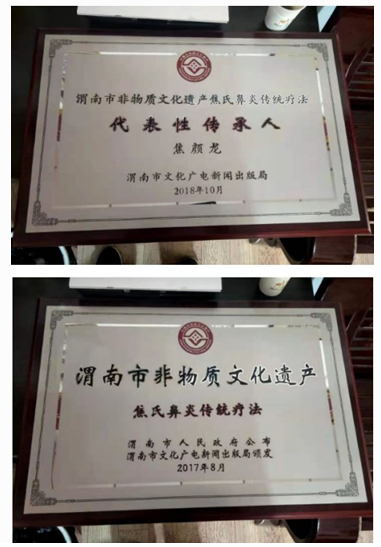 渭南市非物质文化遗产焦氏鼻炎传统疗法
代表性传承人
焦颜龙
渭南市文化广电新闻出版局
2018年10月
渭南市非物质文化遗产
焦氏鼻炎传统疗法
渭南市人民政府公布
渭南市文化广电新闻出版局颁发
2017年8月